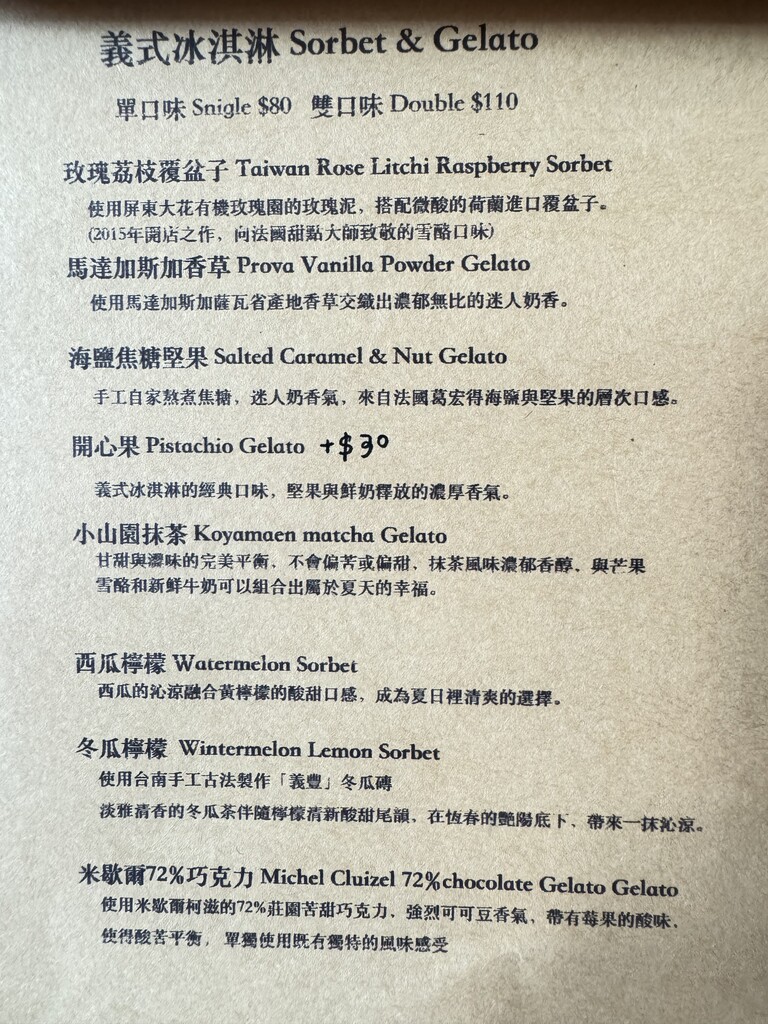 義式冰淇淋 Sorbet & Gelato
單口味 Snigle $80 雙口味 Double $110
玫瑰荔枝覆盆子 Taiwan Rose Litchi Raspberry Sorbet
使用屏東大花有機玫瑰園的玫瑰泥，搭配微酸的荷蘭進口覆盆子。
(2015年開店之作，向法國甜點大師致敬的雪酪口味)
馬達加斯加香草 Prova Vanilla Powder Gelato
使用馬達加斯加薩瓦省產地香草交織出濃郁無比的迷人奶香。
海鹽焦糖堅果 Salted Caramel & Nut Gelato
手工自家熬煮焦糖，迷人奶香氣，來自法國葛宏得海鹽與堅果的層次口感。
開心果 Pistachio Gelato +$30
義式冰淇淋的經典口味，堅果與鮮奶釋放的濃厚香氣。
小山園抹茶 Koyamaen matcha Gelato
甘甜與澀味的完美平衡，不會偏苦或偏甜，抹茶風味濃郁香醇，與芒果
雪酪和新鮮牛奶可以組合出屬於夏天的幸福。
西瓜檸檬 Watermelon Sorbet
西瓜的沁涼融合黃檸檬的酸甜口感，成為夏日裡清爽的選擇。
冬瓜檸檬 Wintermelon Lemon Sorbet
使用台南手工古法製作「義豐」冬瓜磚
淡雅清香的冬瓜茶伴隨檸檬清新酸甜尾韻，在恆春的艷陽底下，帶來一抹沁涼。
米歇爾72%巧克力 Michel Cluizel 72%chocolate Gelato Gelato
使用米歇爾柯滋的72%莊園苦甜巧克力，強烈可可豆香氣，帶有莓果的酸味，
使得酸苦平衡，單獨使用既有獨特的風味感受